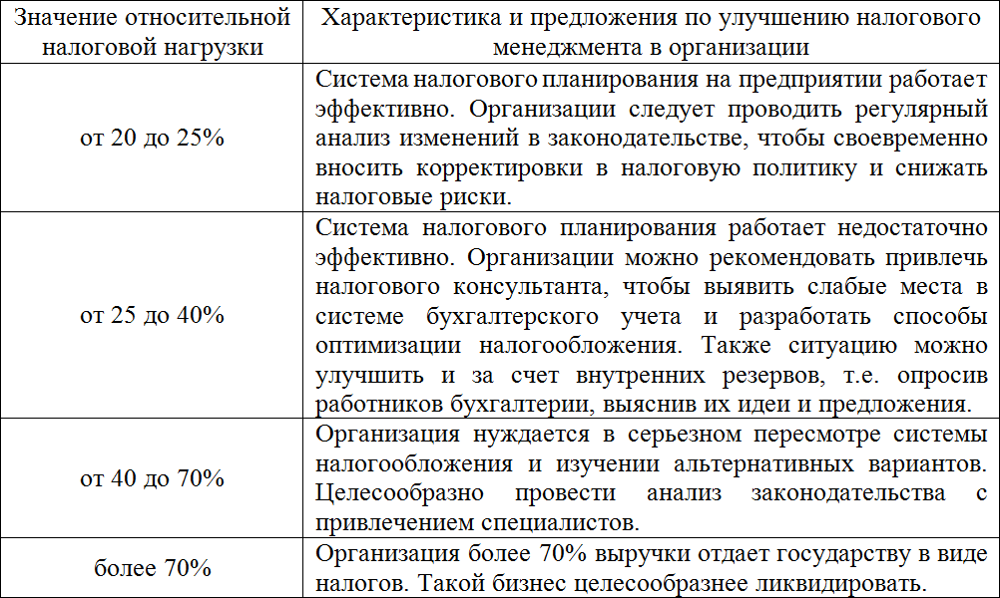 Значение относительной
налоговой нагрузки
Характеристика и предложения по улучшению налогового
менеджмента в организации
от 20 до 25%
Система налогового планирования на предприятии работает
эффективно. Организации следует проводить регулярный
анализ изменений в законодательстве, чтобы своевременно
вносить корректировки в налоговую политику и снижать
налоговые риски.
от 25 до 40%
Система налогового планирования работает недостаточно
эффективно. Организации можно рекомендовать привлечь
налогового консультанта, чтобы выявить слабые места в
системе бухгалтерского учета и разработать способы
оптимизации налогообложения. Также ситуацию можно
улучшить и за счет внутренних резервов, т.е. опросив
работников бухгалтерии, выяснив их идеи и предложения.
от 40 до 70%
Организация нуждается в серьезном пересмотре системы
налогообложения и изучении альтернативных вариантов.
Целесообразно провести анализ законодательства с
привлечением специалистов.
более 70%
Организация более 70% выручки отдает государству в виде
налогов. Такой бизнес целесообразнее ликвидировать.